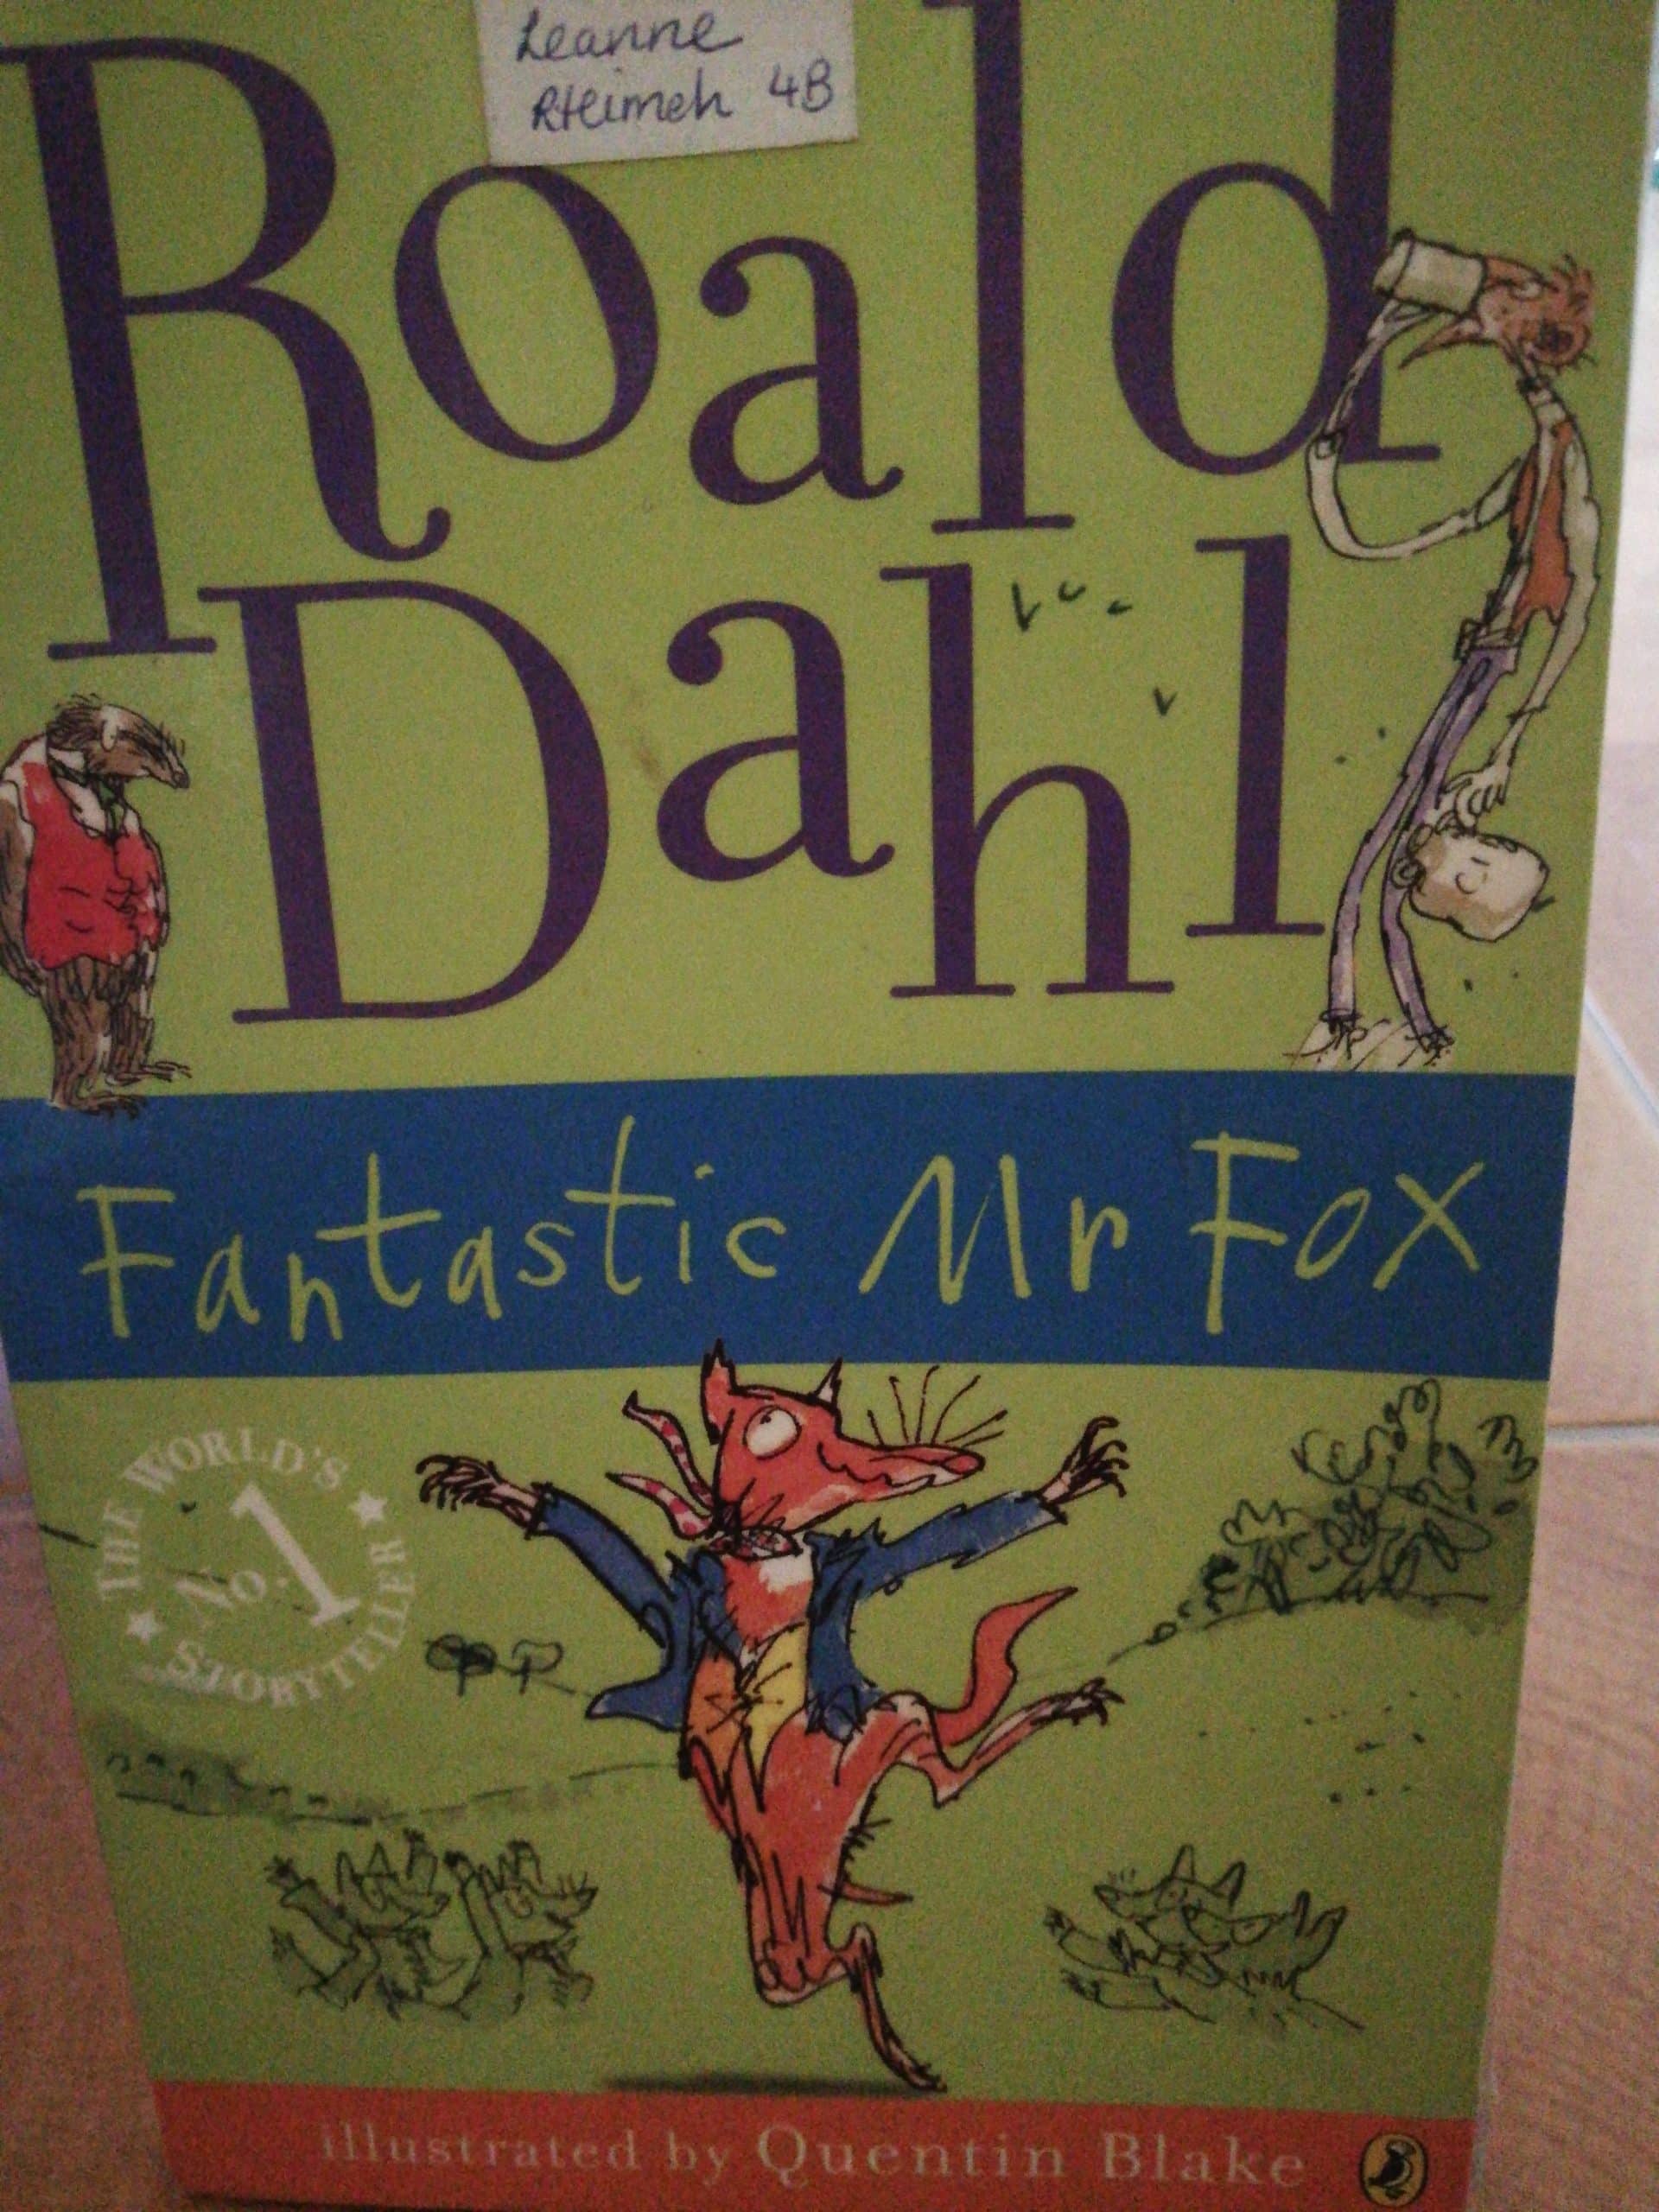 Leanne
Rteimeh 4B
Roald
Dahl
Fantastic Mr Fox
THE WORLD'S
No. 1
STORYTELLER
illustrated by Quentin Blake